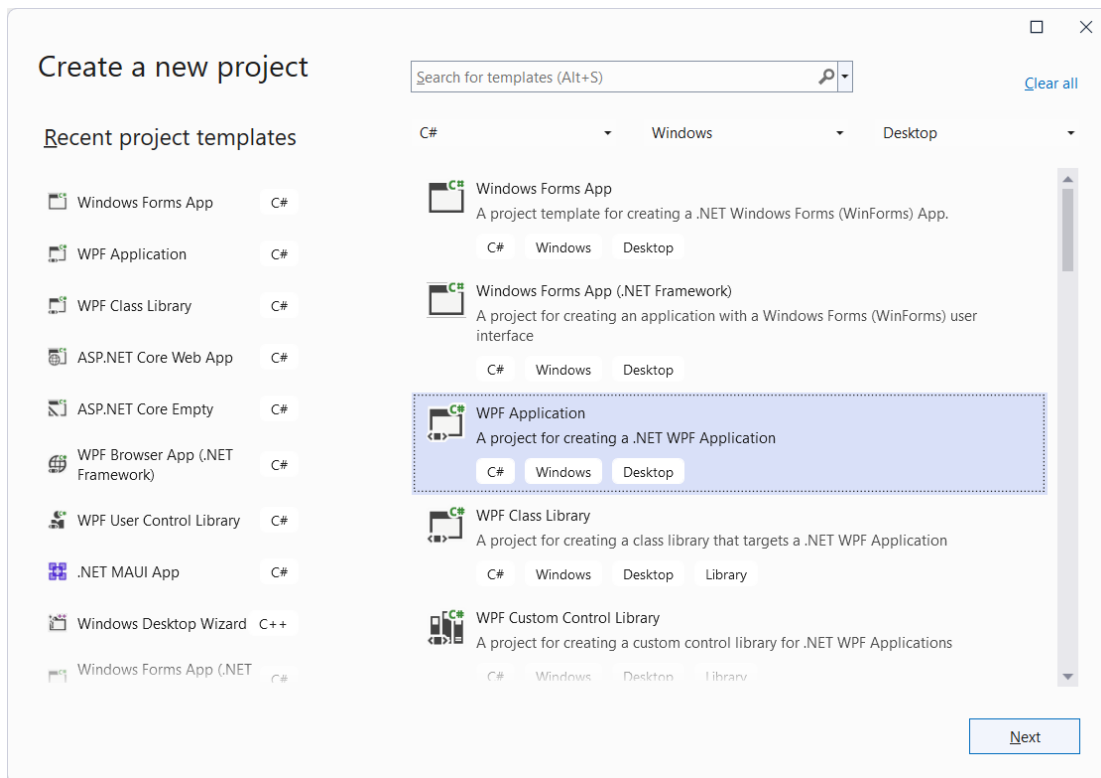 Create a new project
Search for templates (Alt+S)
Clear all
Recent project templates
C# Windows Desktop
Windows Forms App C#
WPF Application C#
WPF Class Library C#
ASP.NET Core Web App C#
ASP.NET Core Empty C#
WPF Browser App (.NET
Framework) C#
WPF User Control Library C#
.NET MAUI App C#
Windows Desktop Wizard C++
Windows Forms App (.NET C#
Windows Forms App
A project template for creating a .NET Windows Forms (WinForms) App.
C# Windows Desktop
Windows Forms App (.NET Framework)
A project for creating an application with a Windows Forms (WinForms) user
interface
C# Windows Desktop
WPF Application
A project for creating a .NET WPF Application
C# Windows Desktop
WPF Class Library
A project for creating a class library that targets a .NET WPF Application
C# Windows Desktop Library
WPF Custom Control Library
A project for creating a custom control library for .NET WPF Applications
C# Windows Desktop Library
Next